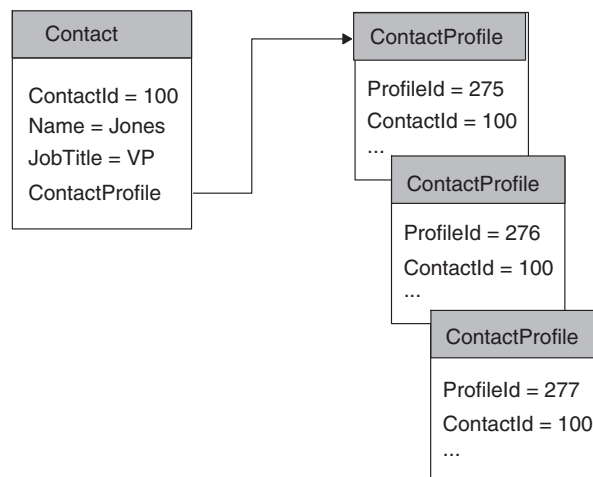 Contact
ContactId = 100
Name = Jones
JobTitle = VP
ContactProfile
ContactProfile
ProfileId = 275
ContactId = 100
...
ContactProfile
ProfileId = 276
ContactId = 100
...
ContactProfile
ProfileId = 277
ContactId = 100
...